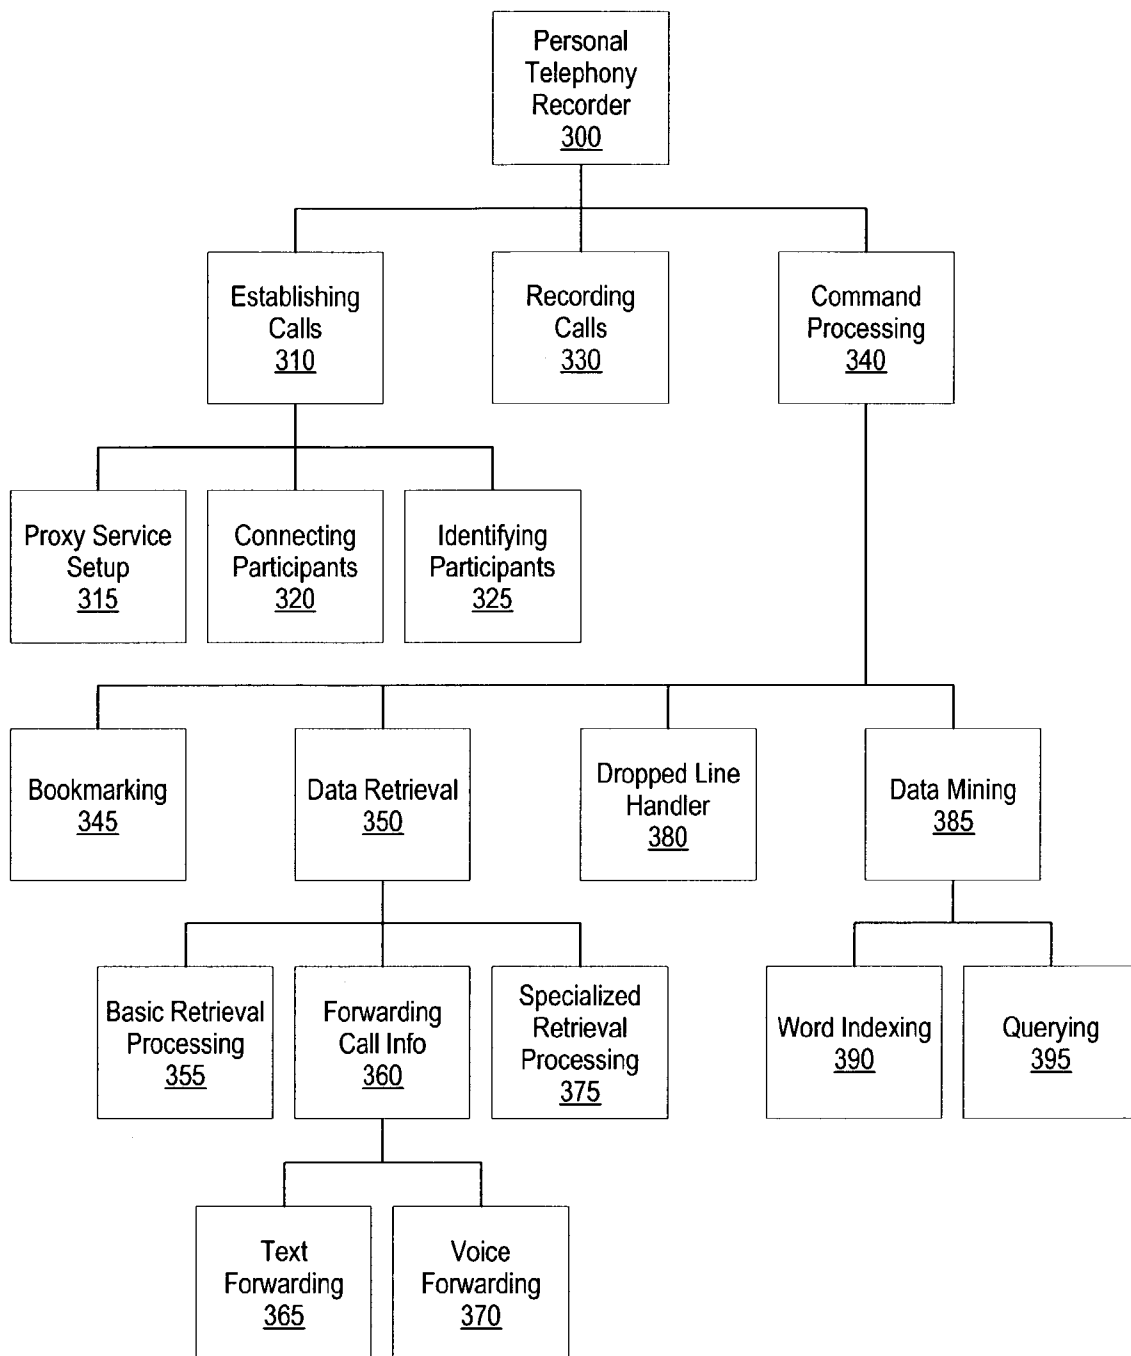 Personal
Telephony
Recorder
300
Establishing
Calls
310
Recording
Calls
330
Command
Processing
340
Proxy Service
Setup
315
Connecting
Participants
320
Identifying
Participants
325
Bookmarking
345
Data Retrieval
350
Dropped Line
Handler
380
Data Mining
385
Basic Retrieval
Processing
355
Forwarding
Call Info
360
Specialized
Retrieval
Processing
375
Word Indexing
390
Querying
395
Text
Forwarding
365
Voice
Forwarding
370